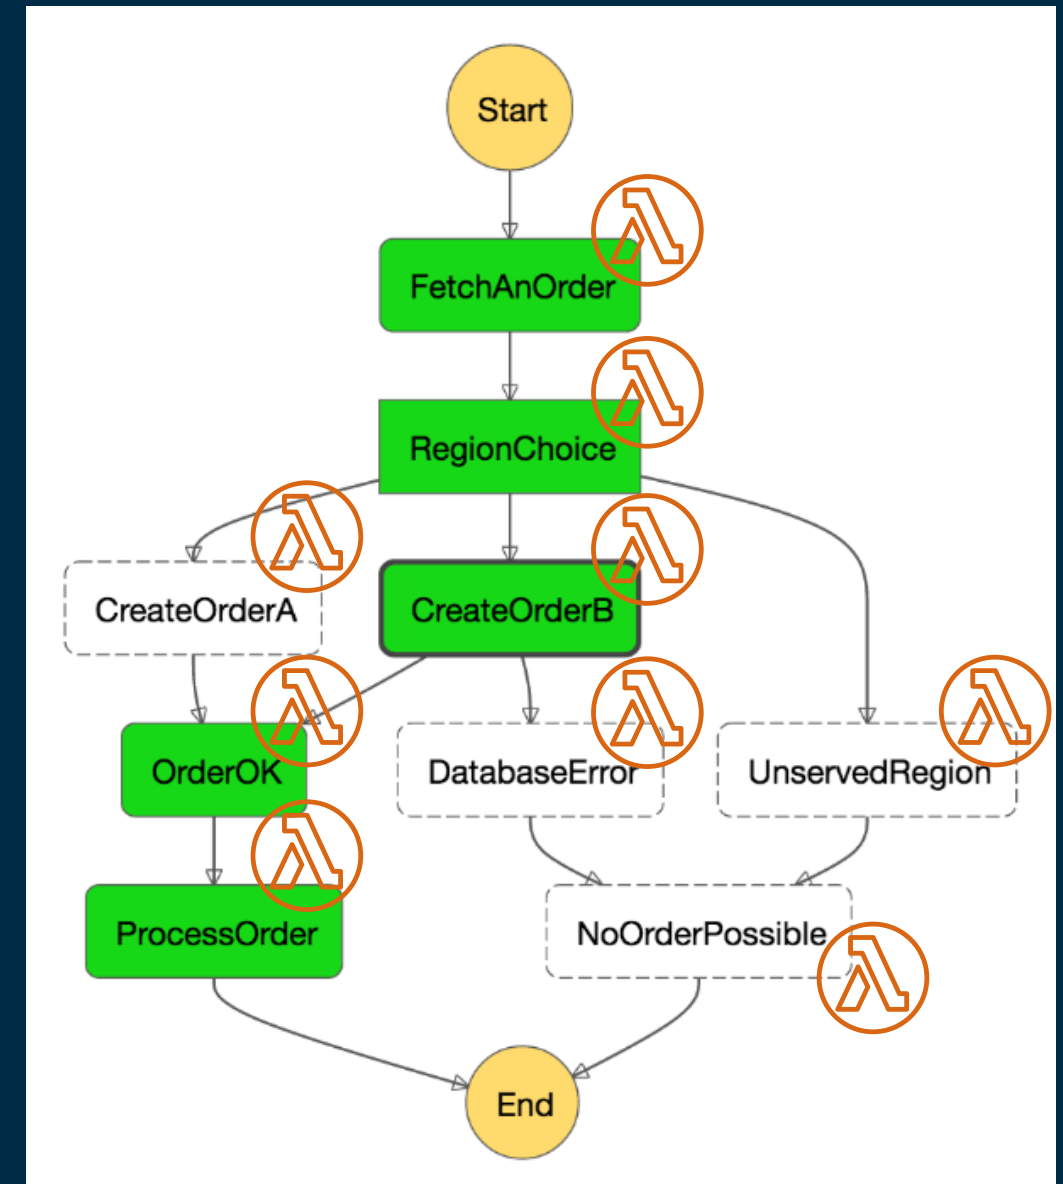 Start
FetchAnOrder
RegionChoice
CreateOrderA
CreateOrderB
OrderOK
DatabaseError
UnservedRegion
ProcessOrder
NoOrderPossible
End